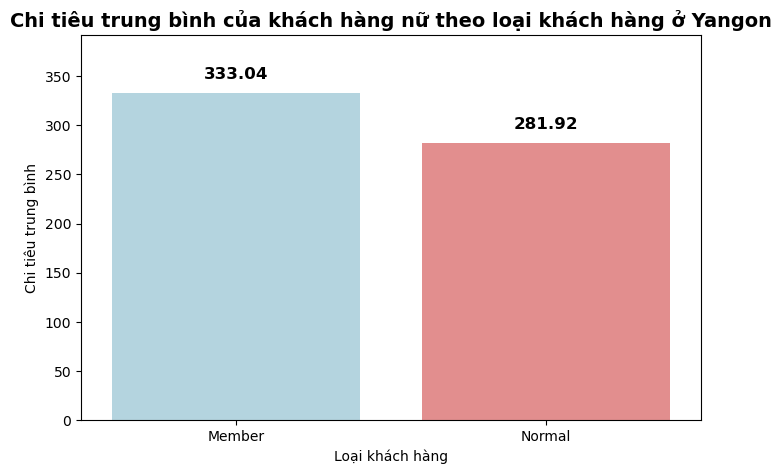 Chi tiêu trung bình của khách hàng nữ theo loại khách hàng ở Yangon
333.04
281.92
350
300
250
200
150
100
50
0
Chi tiêu trung bình
Member
Normal
Loại khách hàng